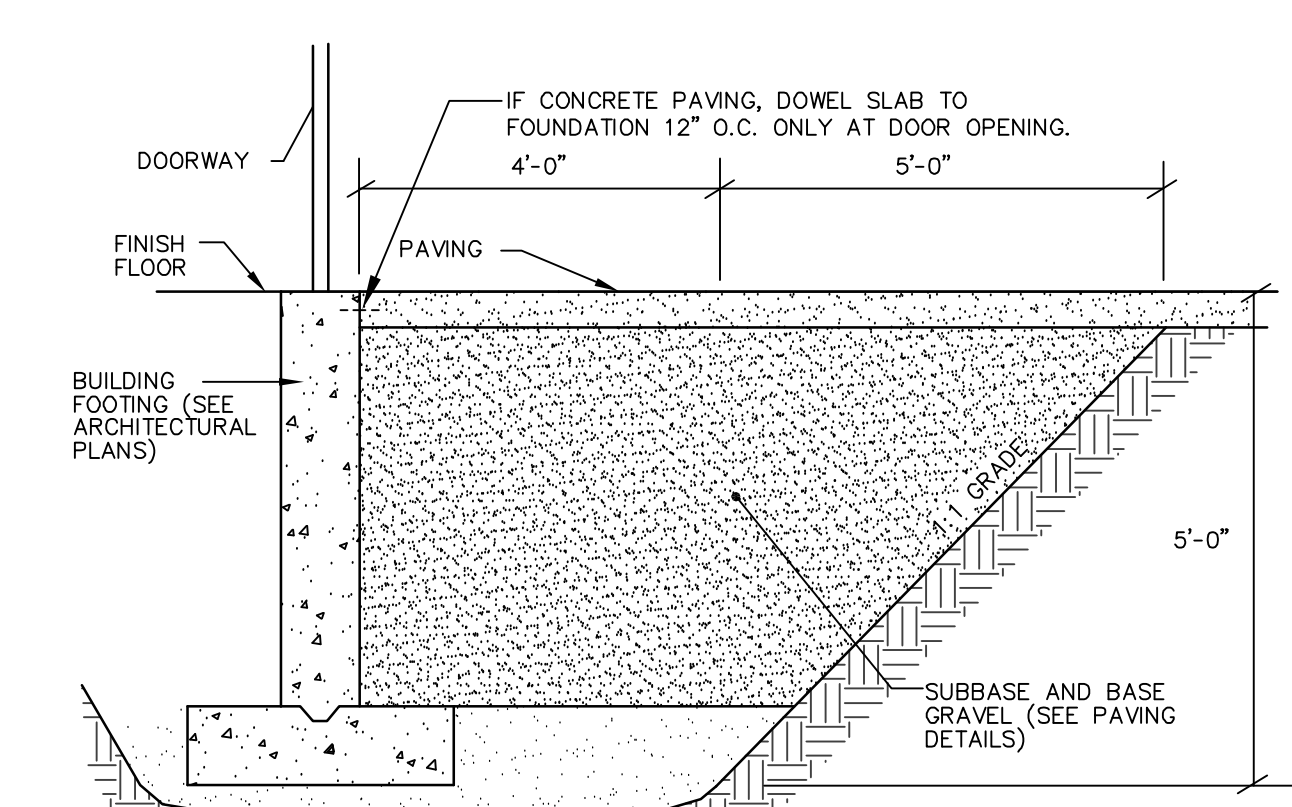 IF CONCRETE PAVING, DOWEL SLAB TO
FOUNDATION 12” O.C. ONLY AT DOOR OPENING.
DOORWAY
4’-0”
5’-0”
FINISH
FLOOR
PAVING
BUILDING
FOOTING (SEE
ARCHITECTURAL
PLANS)
1:1 GRADE
5’-0”
SUBBASE AND BASE
GRAVEL (SEE PAVING
DETAILS)